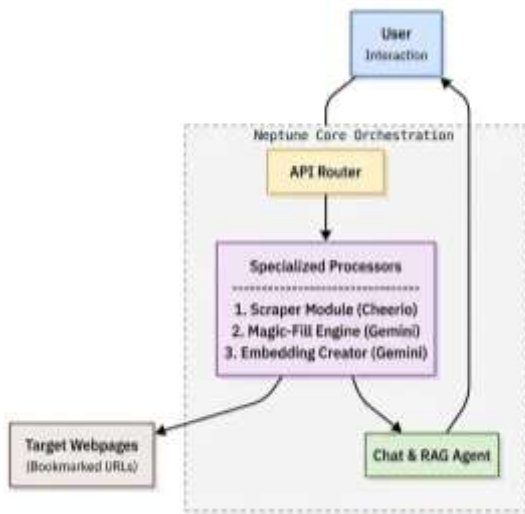 User
Interaction
Neptune Core Orchestration
API Router
Specialized Processors
1. Scraper Module (Cheerio)
2. Magic-Fill Engine (Gemini)
3. Embedding Creator (Gemini)
Target Webpages
(Bookmarked URLs)
Chat & RAG Agent